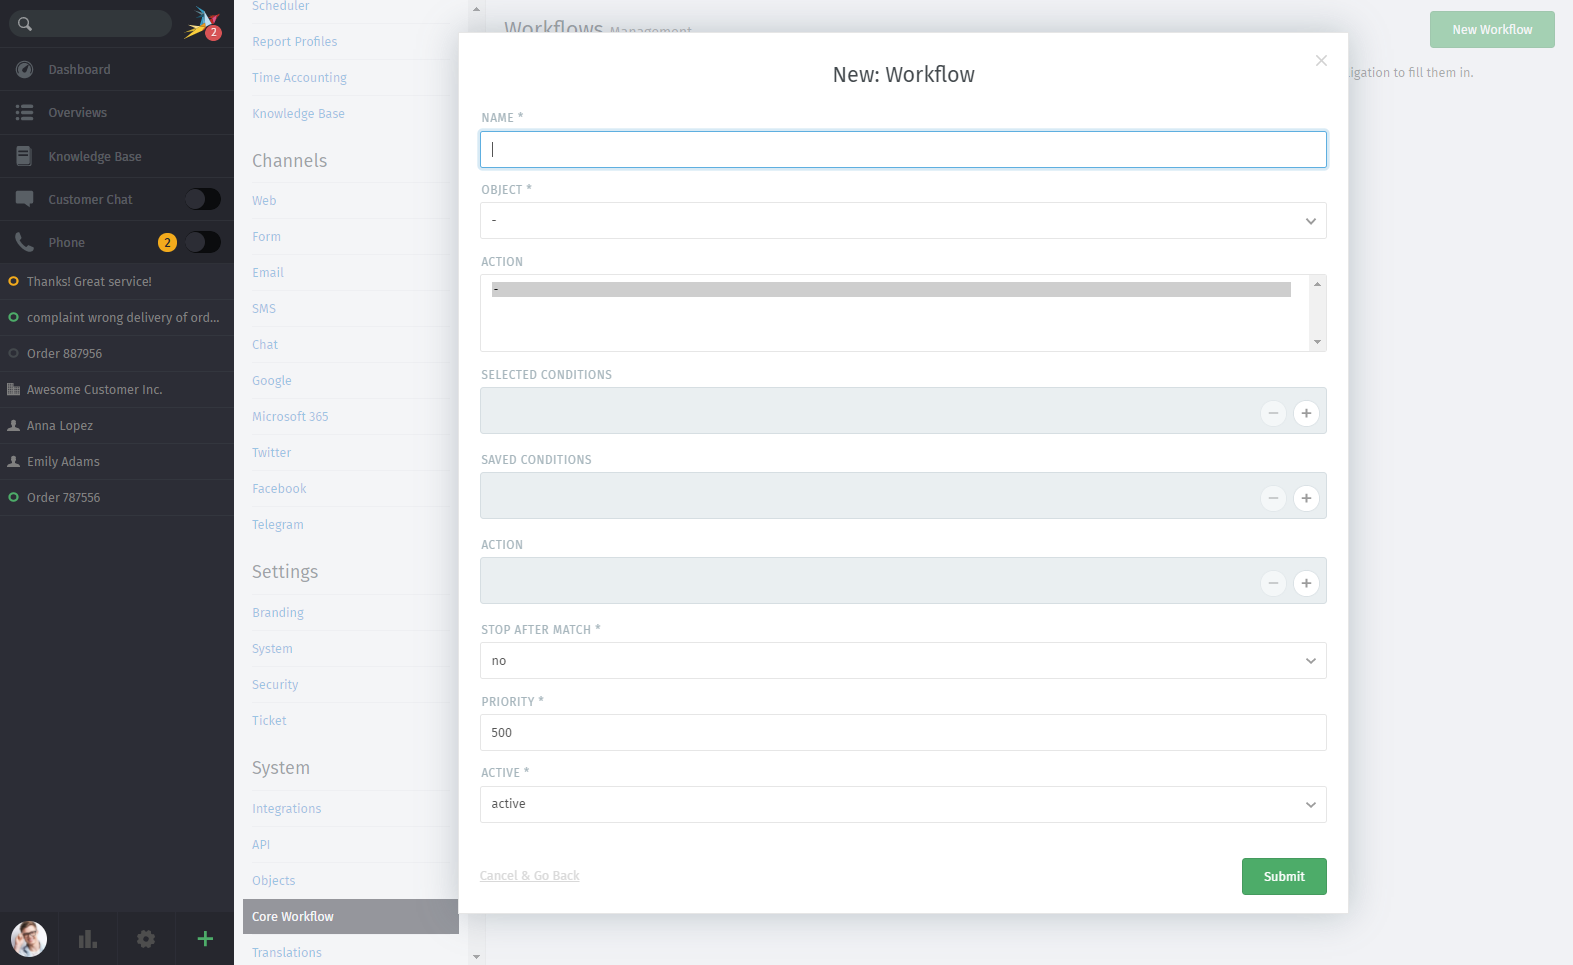 2
Dashboard
Overviews
Knowledge Base
Customer Chat
Phone 2
Thanks! Great service!
complaint wrong delivery of ord...
Order 887956
Awesome Customer Inc.
Anna Lopez
Emily Adams
Order 787556
Scheduler
Report Profiles
Time Accounting
Knowledge Base
Channels
Web
Form
Email
SMS
Chat
Google
Microsoft 365
Twitter
Facebook
Telegram
Settings
Branding
System
Security
Ticket
System
Integrations
API
Objects
Core Workflow
Translations
Workflows Management
New Workflow
ligation to fill them in.
New: Workflow
NAME *
OBJECT *
-
ACTION
-
SELECTED CONDITIONS
SAVED CONDITIONS
ACTION
STOP AFTER MATCH *
no
PRIORITY *
500
ACTIVE *
active
Cancel & Go Back
Submit